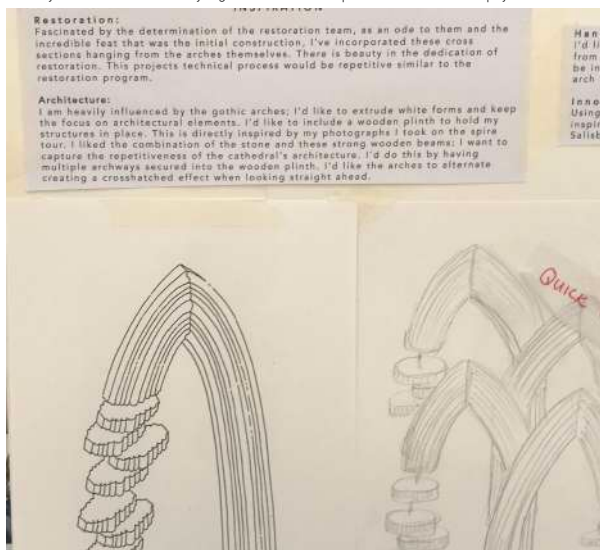 INSPIRATION
Restoration:
Fascinated by the determination of the restoration team, as an ode to them and the
incredible feat that was the initial construction, I've incorporated these cross
sections hanging from the arches themselves. There is beauty in the dedication of
restoration. This projects technical process would be repetitive similar to the
restoration program.
Architecture:
I am heavily influenced by the gothic arches; I'd like to extrude white forms and keep
the focus on architectural elements. I'd like to include a wooden plinth to hold my
structures in place. This is directly inspired by my photographs I took on the spire
tour. I liked the combination of the stone and these strong wooden beams; I want to
capture the repetitiveness of the cathedral's architecture. I'd do this by having
multiple archways secured into the wooden plinth. I'd like the arches to alternate
creating a crosshatched effect when looking straight ahead.
Han
I'd li
from
be in
arch
Inno
Using
inspir
Salisb
QUICK